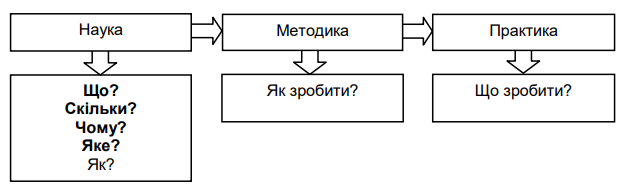 Наука
Методика
Практика
Що?
Скільки?
Чому?
Яке?
Як?
Як зробити?
Що зробити?